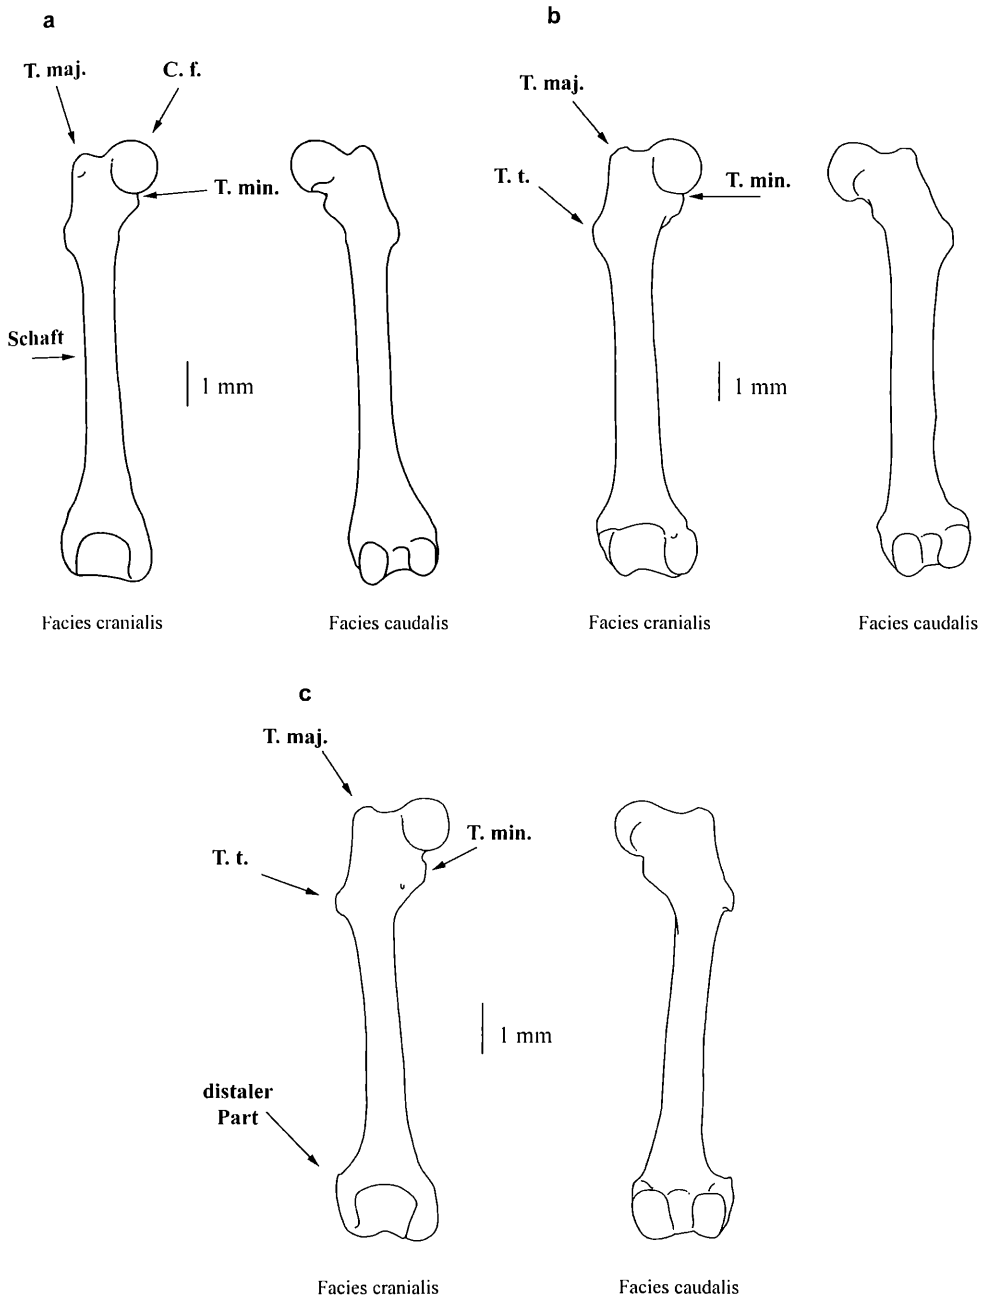 a
T. maj.
C. f.
T. min.
Schaft
1 mm
Facies cranialis
Facies caudalis
b
T. maj.
T. t.
T. min.
1 mm
Facies cranialis
Facies caudalis
c
T. maj.
T. min.
T. t.
1 mm
distaler
Part
Facies cranialis
Facies caudalis